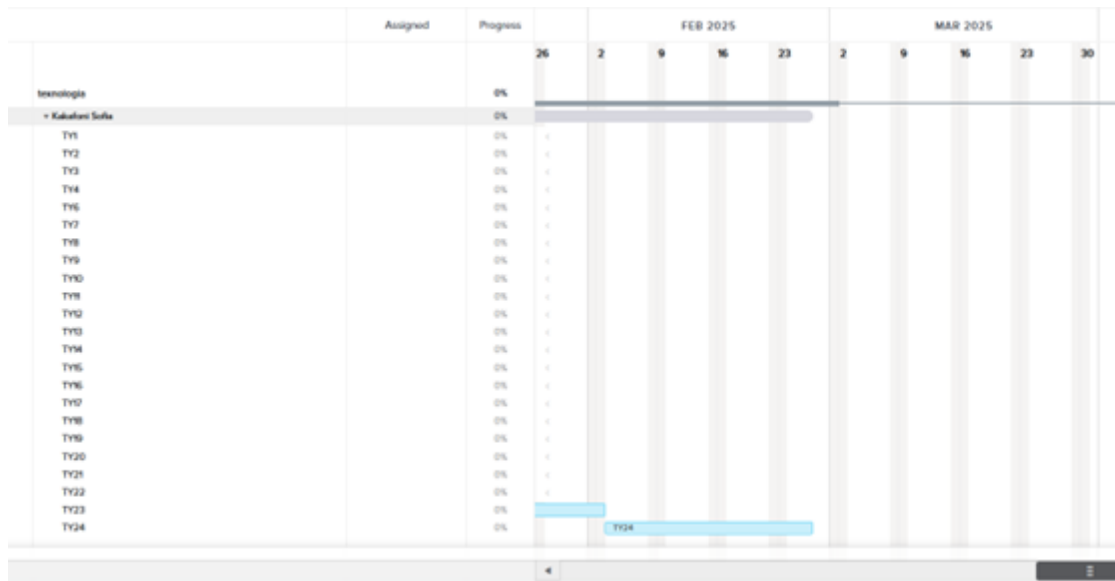 Assigned Progress FEB 2025 MAR 2025
26 2 9 16 23 2 9 16 23 30
texnologia 0%
Kakafoni Sofia 0%
TY1 0%
TY2 0%
TY3 0%
TY4 0%
TY6 0%
TY7 0%
TY8 0%
TY9 0%
TY10 0%
TY11 0%
TY12 0%
TY13 0%
TY14 0%
TY15 0%
TY16 0%
TY17 0%
TY18 0%
TY19 0%
TY20 0%
TY21 0%
TY22 0%
TY23 0%
TY24 0% TY24